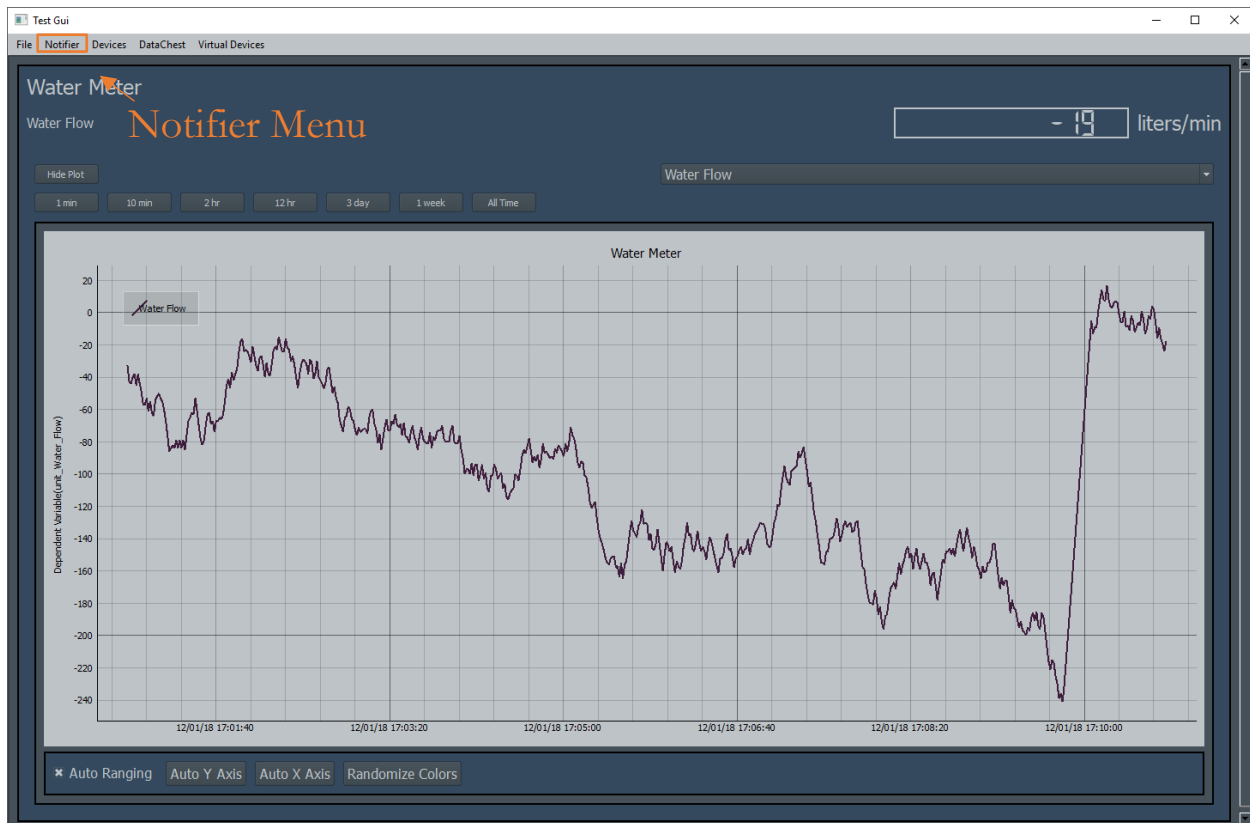 Test Gui
File Notifier Devices DataChest Virtual Devices
Water Meter
Water Flow
Notifier Menu
-19 liters/min
Hide Plot
Water Flow
1 min 10 min 2 hr 12 hr 3 day 1 week All Time
Water Meter
Water Flow
20
0
-20
-40
-60
-80
-100
-120
-140
-160
-180
-200
-220
-240
Dependent Variable(unit_Water_Flow)
12/01/18 17:01:40 12/01/18 17:03:20 12/01/18 17:05:00 12/01/18 17:06:40 12/01/18 17:08:20 12/01/18 17:10:00
Auto Ranging Auto Y Axis Auto X Axis Randomize Colors